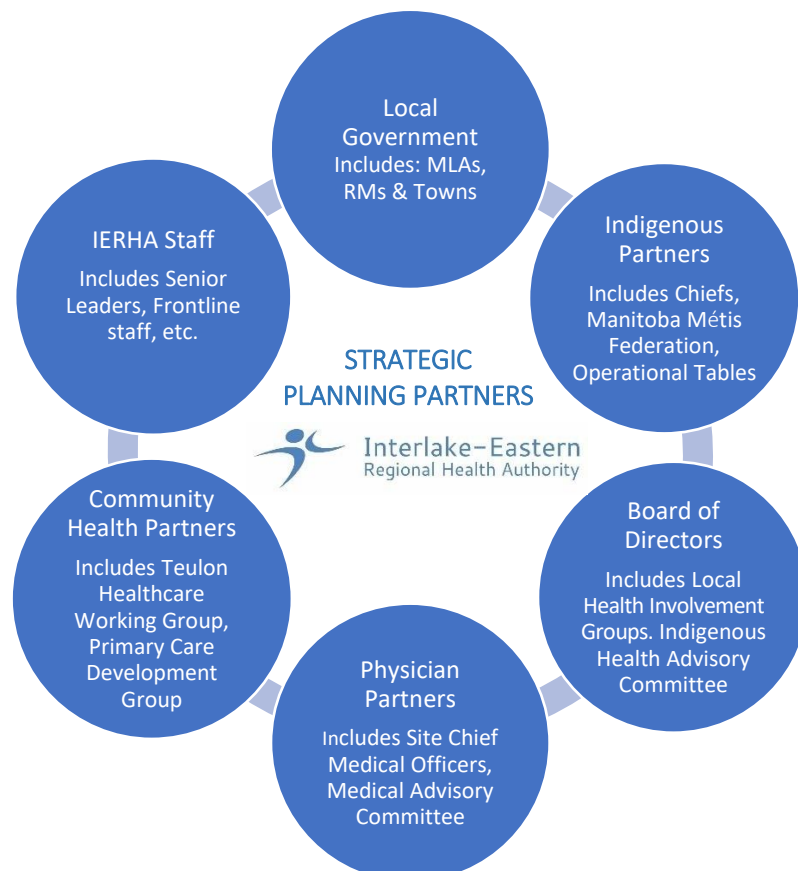 Local
Government
Includes: MLAs,
RMs & Towns
Indigenous
Partners
Includes Chiefs,
Manitoba Métis
Federation,
Operational Tables
Board of
Directors
Includes Local
Health Involvement
Groups. Indigenous
Health Advisory
Committee
Physician
Partners
Includes Site Chief
Medical Officers,
Medical Advisory
Committee
Community
Health Partners
Includes Teulon
Healthcare
Working Group,
Primary Care
Development
Group
IERHA Staff
Includes Senior
Leaders, Frontline
staff, etc.
STRATEGIC
PLANNING PARTNERS
Interlake-Eastern
Regional Health Authority